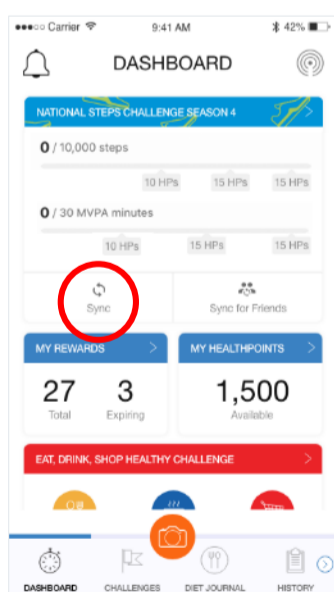 Carrier 9:41 AM 42%
DASHBOARD
NATIONAL STEPS CHALLENGE SEASON 4
0 / 10,000 steps
10 HPs 15 HPs 15 HPs
0 / 30 MVPA minutes
10 HPs 15 HPs 15 HPs
Sync Sync for Friends
MY REWARDS > MY HEALTHPOINTS >
27 3 1,500
Total Expiring Available
EAT, DRINK, SHOP HEALTHY CHALLENGE >
DASHBOARD CHALLENGES DIET JOURNAL HISTORY